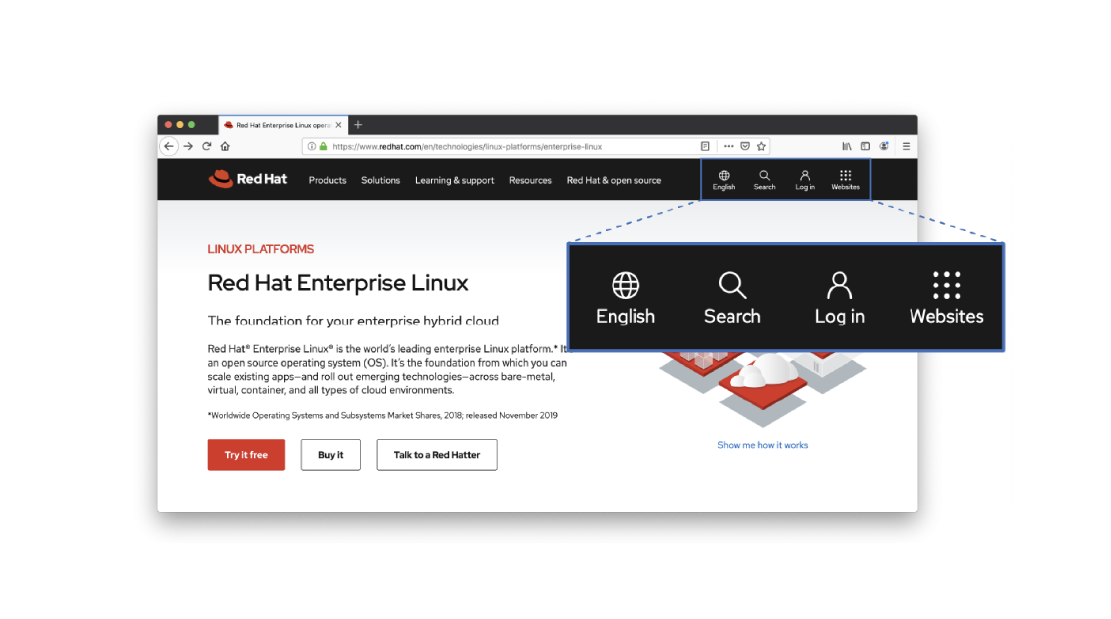 Red Hat Enterprise Linux opera
https://www.redhat.com/en/technologies/linux-platforms/enterprise-linux
Red Hat Products Solutions Learning & support Resources Red Hat & open source English Search Log in Websites
English Search Log in Websites
LINUX PLATFORMS
Red Hat Enterprise Linux
The foundation for your enterprise hybrid cloud
Red Hat® Enterprise Linux® is the world's leading enterprise Linux platform.* It
an open source operating system (OS). It's the foundation from which you can
scale existing apps—and roll out emerging technologies—across bare-metal,
virtual, container, and all types of cloud environments.
*Worldwide Operating Systems and Subsystems Market Shares, 2018; released November 2019
Try it free Buy it Talk to a Red Hatter
Show me how it works